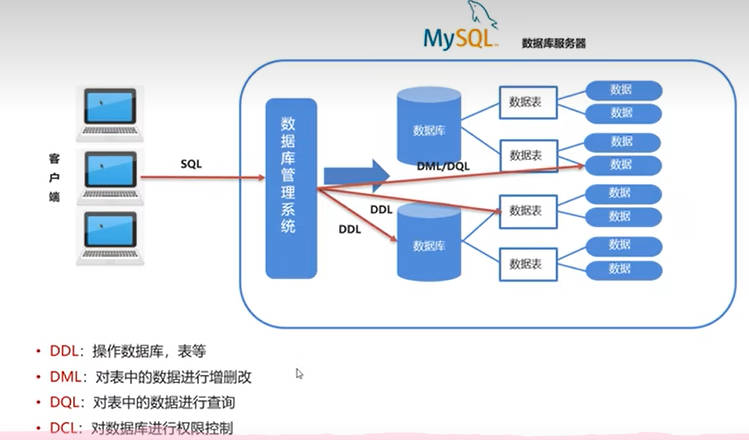 MySQL™
数据库服务器
客户端
SQL
数据库管理系统
数据库
数据表
数据
数据
数据表
数据
数据
DML/DQL
DDL
DDL
数据库
数据表
数据
数据
数据表
数据
数据
• DDL：操作数据库，表等
• DML：对表中的数据进行增删改
• DQL：对表中的数据进行查询
• DCL：对数据库进行权限控制